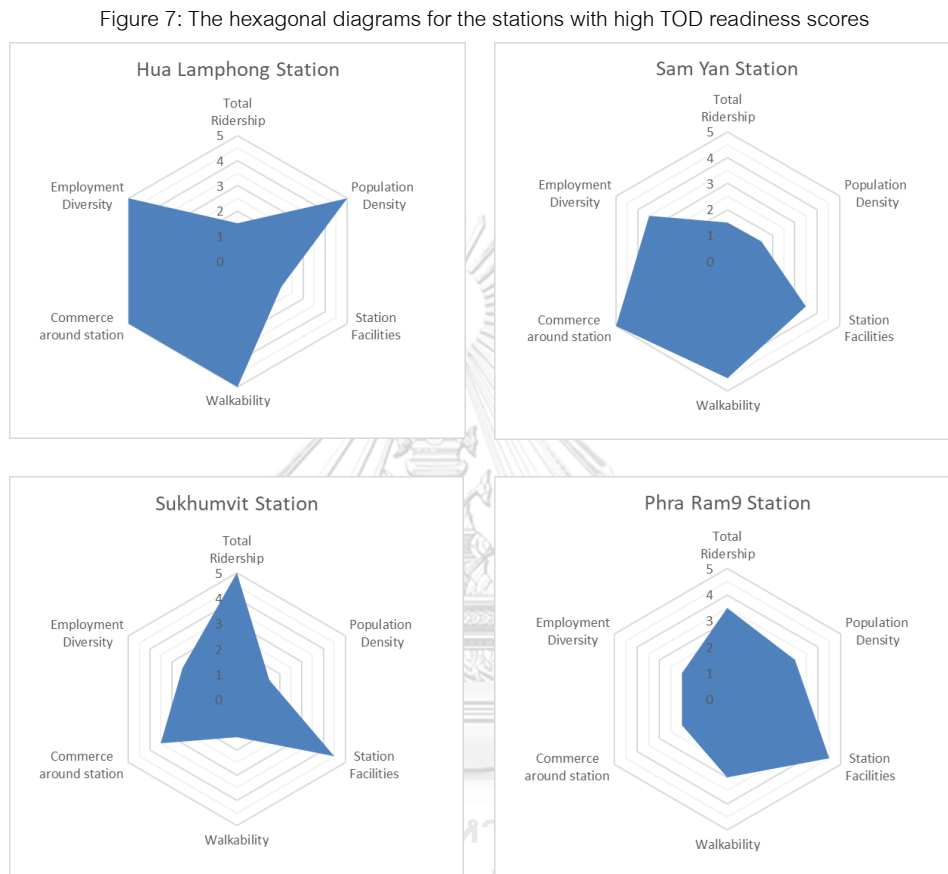 Figure 7: The hexagonal diagrams for the stations with high TOD readiness scores
Hua Lamphong Station
Total
Ridership
5
4
3
2
1
0
Population
Density
Station
Facilities
Walkability
Commerce
around station
Employment
Diversity
Sam Yan Station
Total
Ridership
5
4
3
2
1
0
Population
Density
Station
Facilities
Walkability
Commerce
around station
Employment
Diversity
Sukhumvit Station
Total
Ridership
5
4
3
2
1
0
Population
Density
Station
Facilities
Walkability
Commerce
around station
Employment
Diversity
Phra Ram9 Station
Total
Ridership
5
4
3
2
1
0
Population
Density
Station
Facilities
Walkability
Commerce
around station
Employment
Diversity